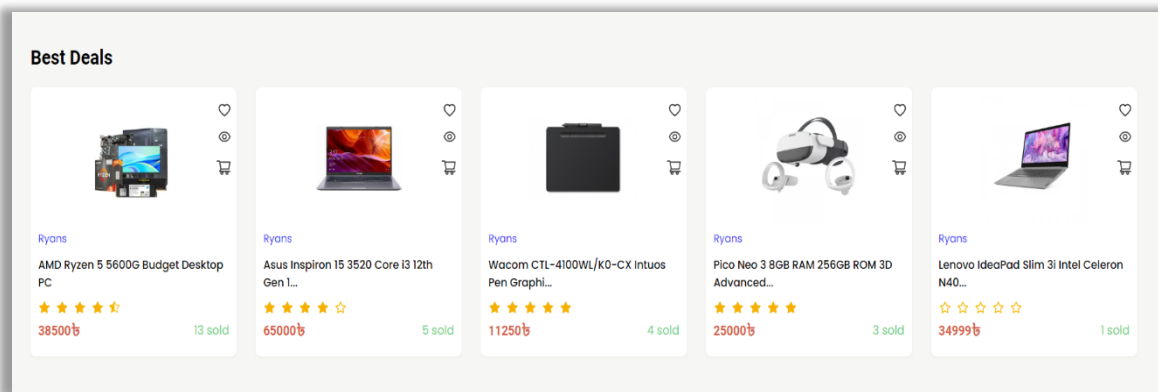 Best Deals
Ryans
AMD Ryzen 5 5600G Budget Desktop
PC
38500৳
13 sold
Ryans
Asus Inspiron 15 3520 Core i3 12th
Gen 1...
65000৳
5 sold
Ryans
Wacom CTL-4100WL/K0-CX Intuos
Pen Graphi...
11250৳
4 sold
Ryans
Pico Neo 3 8GB RAM 256GB ROM 3D
Advanced...
25000৳
3 sold
Ryans
Lenovo IdeaPad Slim 3i Intel Celeron
N40...
34999৳
1 sold